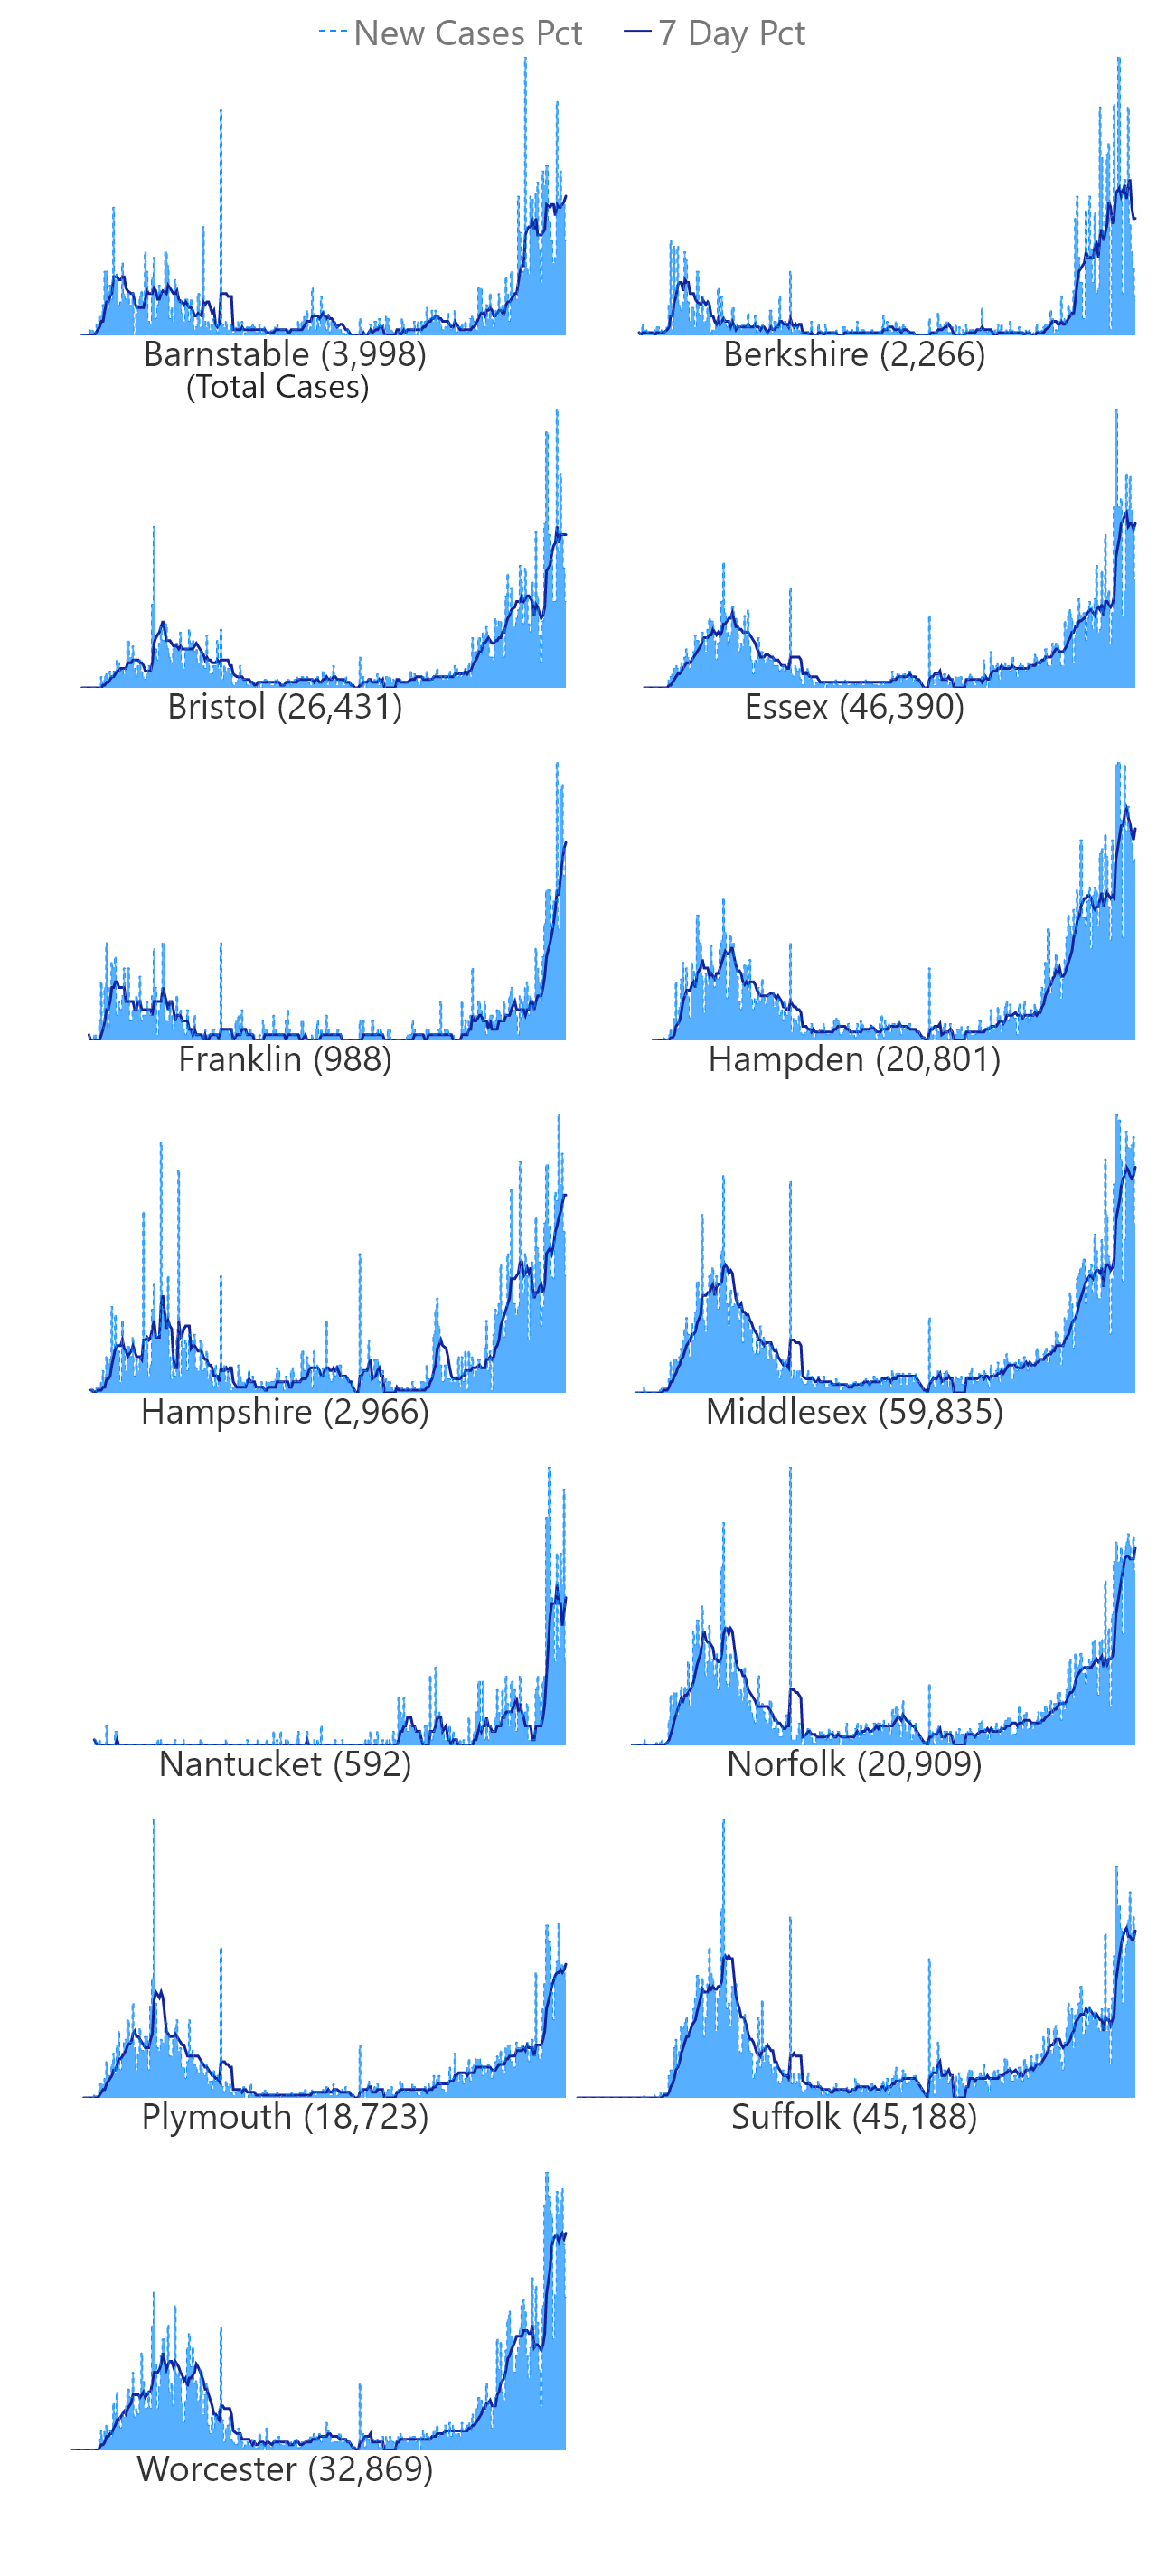 New Cases Pct 7 Day Pct
Barnstable (3,998) Berkshire (2,266)
(Total Cases)
Bristol (26,431) Essex (46,390)
Franklin (988) Hampden (20,801)
Hampshire (2,966) Middlesex (59,835)
Nantucket (592) Norfolk (20,909)
Plymouth (18,723) Suffolk (45,188)
Worcester (32,869)